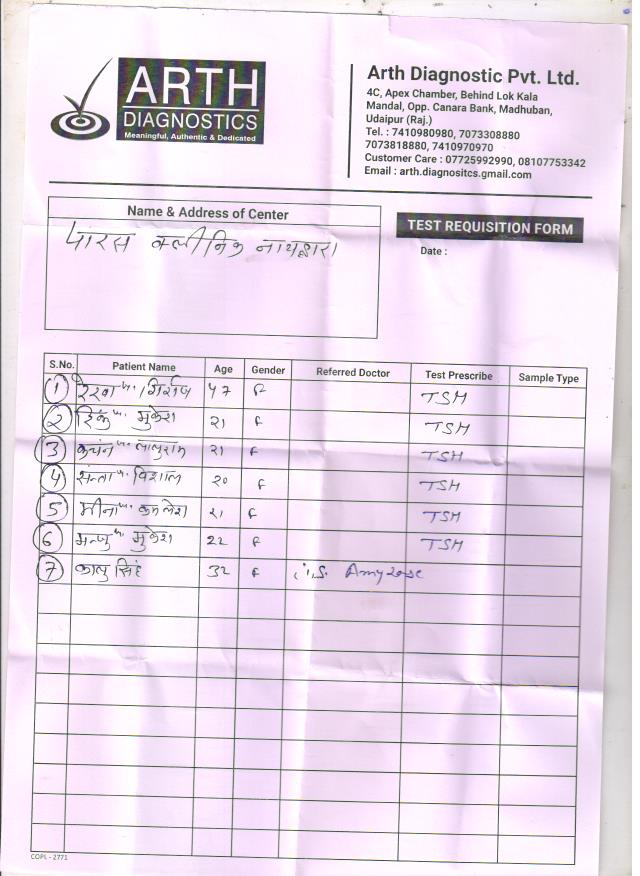 ARTH
DIAGNOSTICS
Meaningful, Authentic & Dedicated
Arth Diagnostic Pvt. Ltd.
4C, Apex Chamber, Behind Lok Kala
Mandal, Opp. Canara Bank, Madhuban,
Udaipur (Raj.)
Tel. : 7410980980, 7073308880
7073818880, 7410970970
Customer Care : 07725992990, 08107753342
Email : arth.diagnositcs.gmail.com
Name & Address of Center
पारस क्लीनिक नाथद्वारा
TEST REQUISITION FORM
Date :
S.No. Patient Name Age Gender Referred Doctor Test Prescribe Sample Type
1 रेखा 47 F TSH
2 मुकेश 21 F TSH
3 कचंन लालुराम 21 F TSH
4 विशाल 20 F TSH
5 मीना कमलेश 21 F TSH
6 मन्जु मुकेश 22 F TSH
7 कालु सिंह 32 F S. Amylase
COPL - 2771